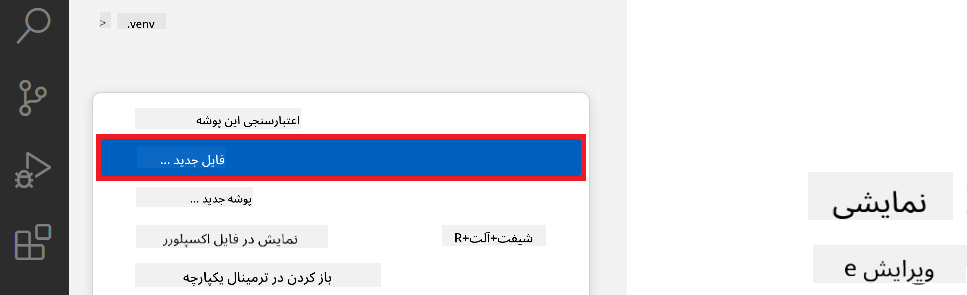 > .venv
اعتبارسنجی این پوشه
فایل جدید ...
پوشه جدید ...
نمایش در فایل اکسپلورر
شیفت+آلت+R
باز کردن در ترمینال یکپارچه
نمایشی
ویرایش e